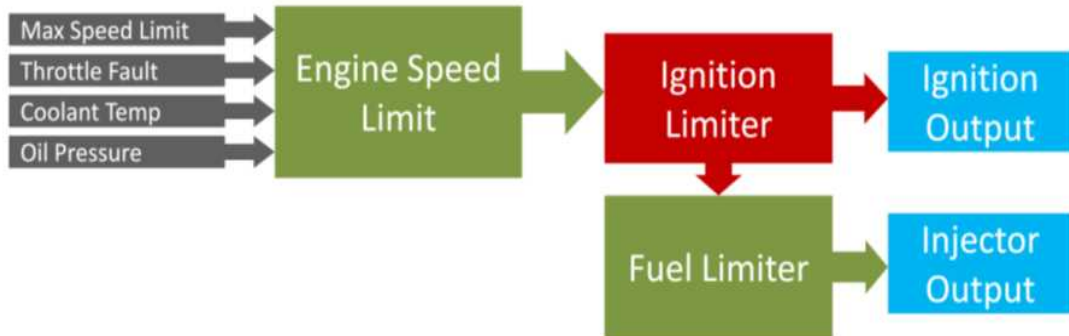 Max Speed Limit
Throttle Fault
Coolant Temp
Oil Pressure
Engine Speed
Limit
Ignition
Limiter
Ignition
Output
Fuel Limiter
Injector
Output